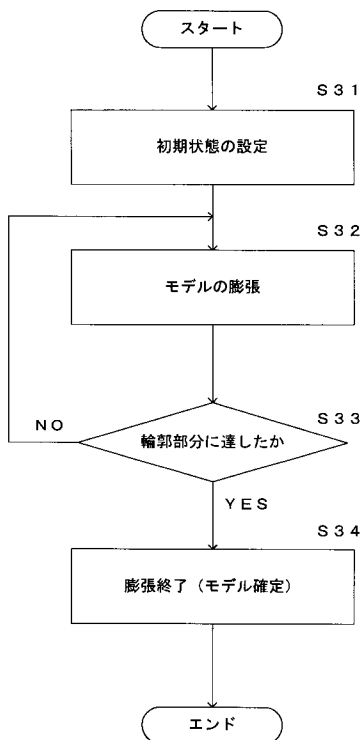 スタート
S31
初期状態の設定
S32
モデルの膨張
S33
輪郭部分に達したか
NO
YES
S34
膨張終了（モデル確定）
エンド